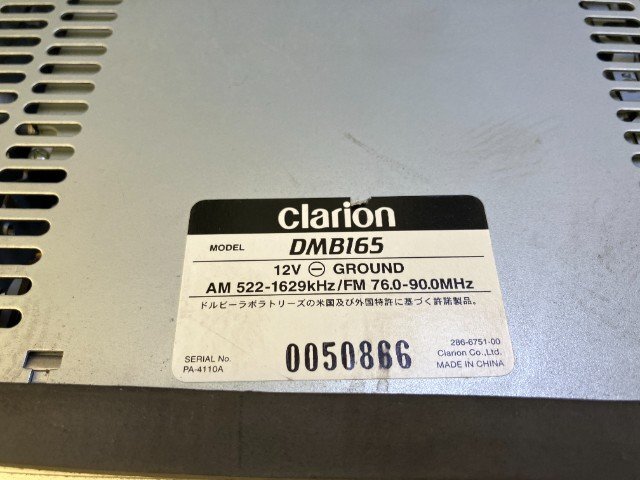 clarion
MODEL DMB165
12V ⊖ GROUND
AM 522-1629kHz/FM 76.0-90.0MHz
ドルビーラボラトリーズの米国及び外国特許に基づく許諾製品。
SERIAL No. 0050866 286-6751-00
PA-4110A Clarion Co.,Ltd.
MADE IN CHINA